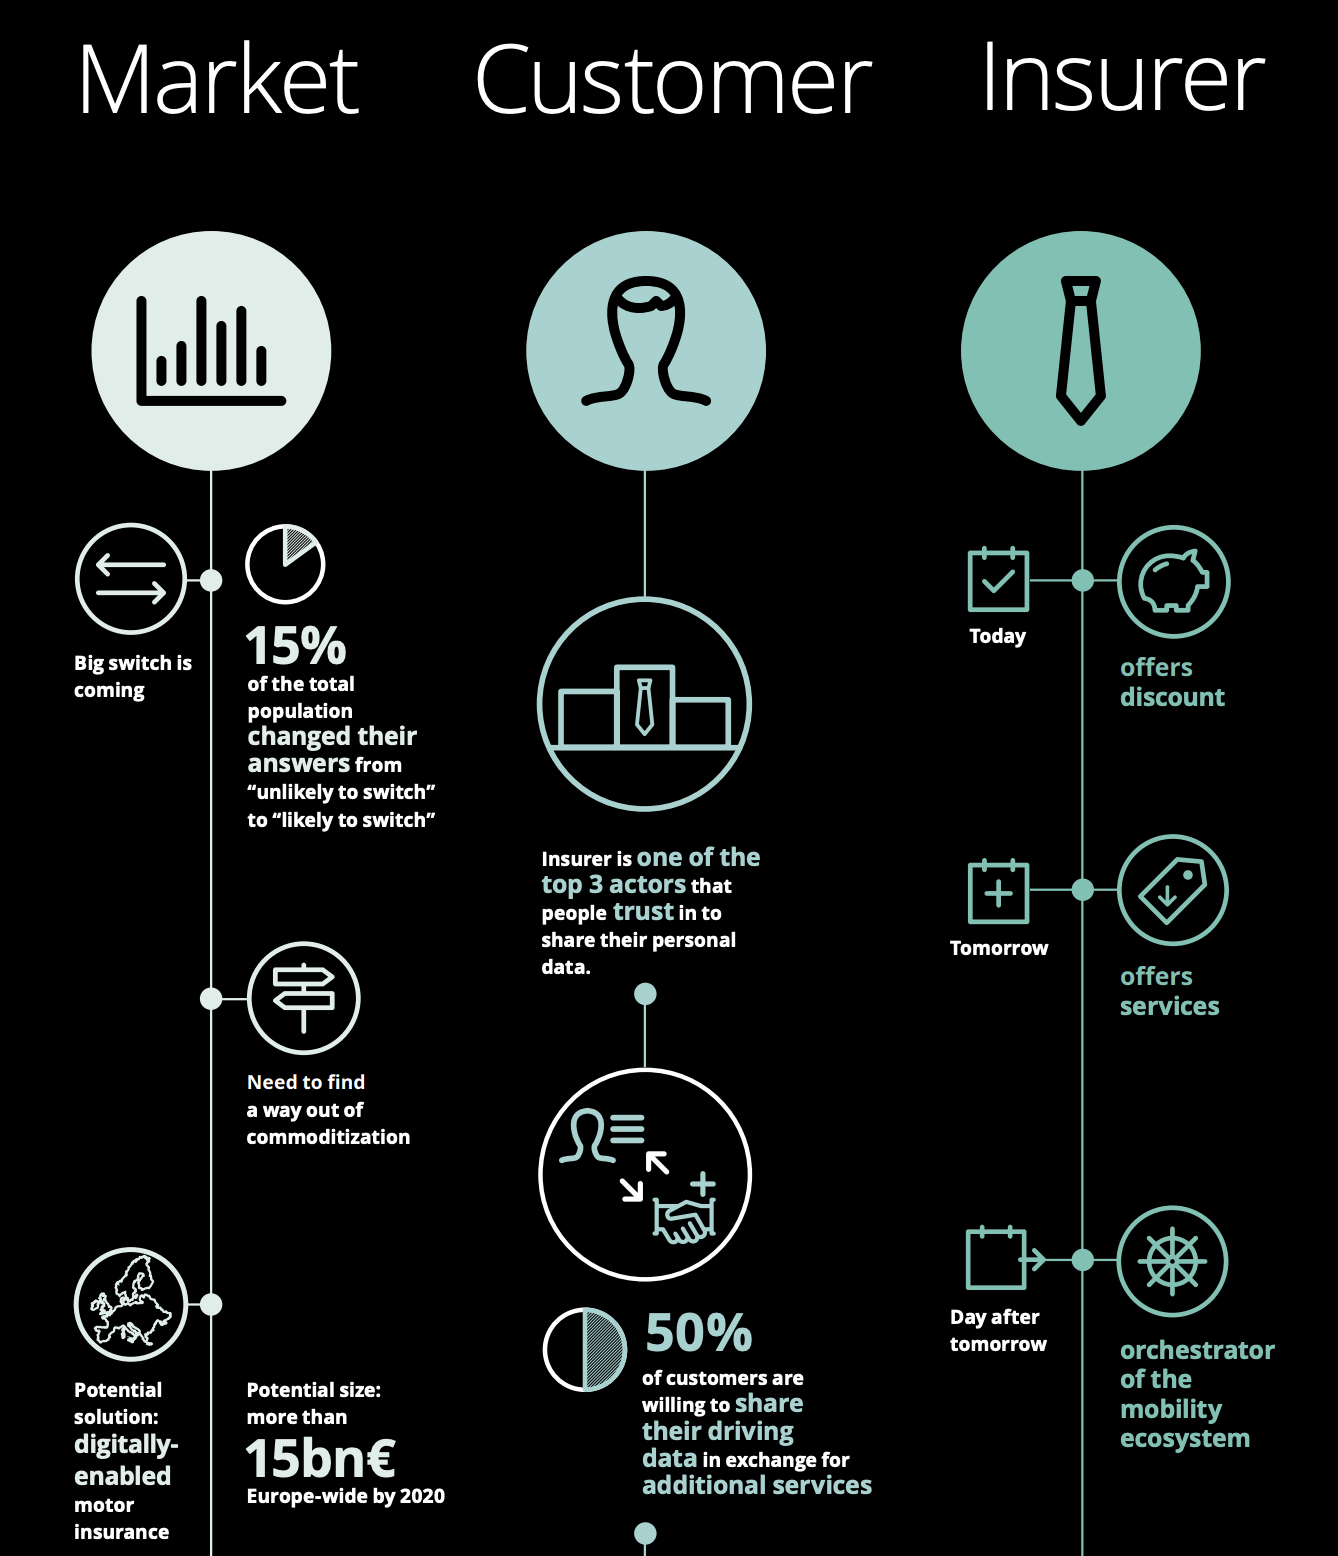 Market
Customer
Insurer
Big switch is
coming
15%
of the total
population
changed their
answers from
“unlikely to switch”
to “likely to switch”
Need to find
a way out of
commoditization
Potential
solution:
digitally-
enabled
motor
insurance
Potential size:
more than
15bn€
Europe-wide by 2020
Insurer is one of the
top 3 actors that
people trust in to
share their personal
data.
50%
of customers are
willing to share
their driving
data in exchange for
additional services
Today
offers
discount
Tomorrow
offers
services
Day after
tomorrow
orchestrator
of the
mobility
ecosystem